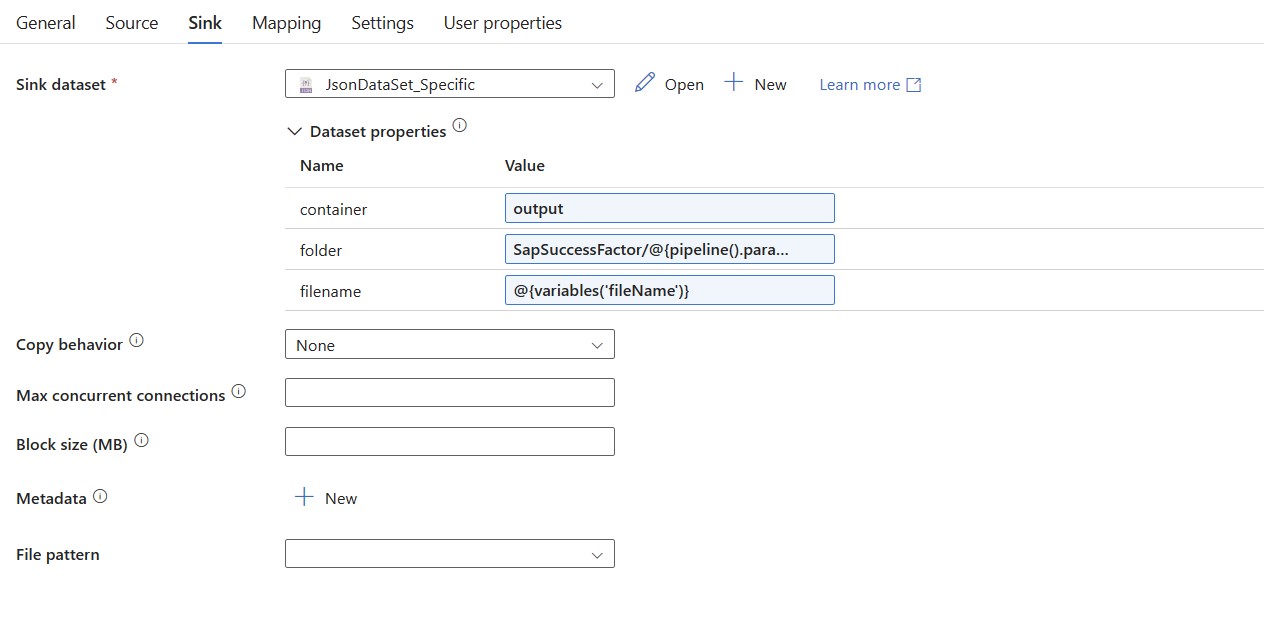 General Source Sink Mapping Settings User properties
Sink dataset * JsonDataSet_Specific Open New Learn more
Dataset properties
Name Value
container output
folder SapSuccessFactor/@{pipeline().para...
filename @{variables('fileName')}
Copy behavior None
Max concurrent connections
Block size (MB)
Metadata New
File pattern